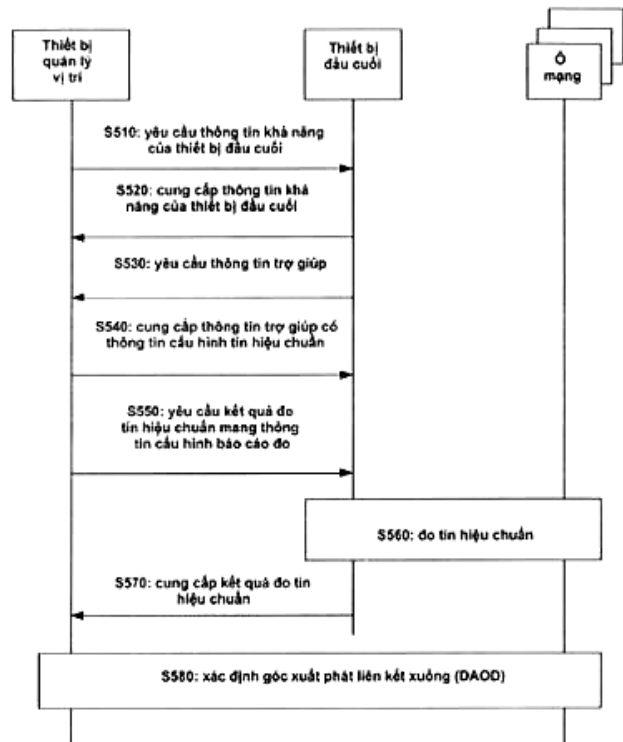 Thiết bị
quản lý
vị trí
Thiết bị
đầu cuối
Ô
mạng
S510: yêu cầu thông tin khả năng
của thiết bị đầu cuối
S520: cung cấp thông tin khả
năng của thiết bị đầu cuối
S530: yêu cầu thông tin trợ giúp
S540: cung cấp thông tin trợ giúp có
thông tin cấu hình tín hiệu chuẩn
S550: yêu cầu kết quả đo
tín hiệu chuẩn mang thông
tin cấu hình báo cáo đo
S560: đo tín hiệu chuẩn
S570: cung cấp kết quả đo tín
hiệu chuẩn
S580: xác định góc xuất phát liên kết xuống (DAOD)